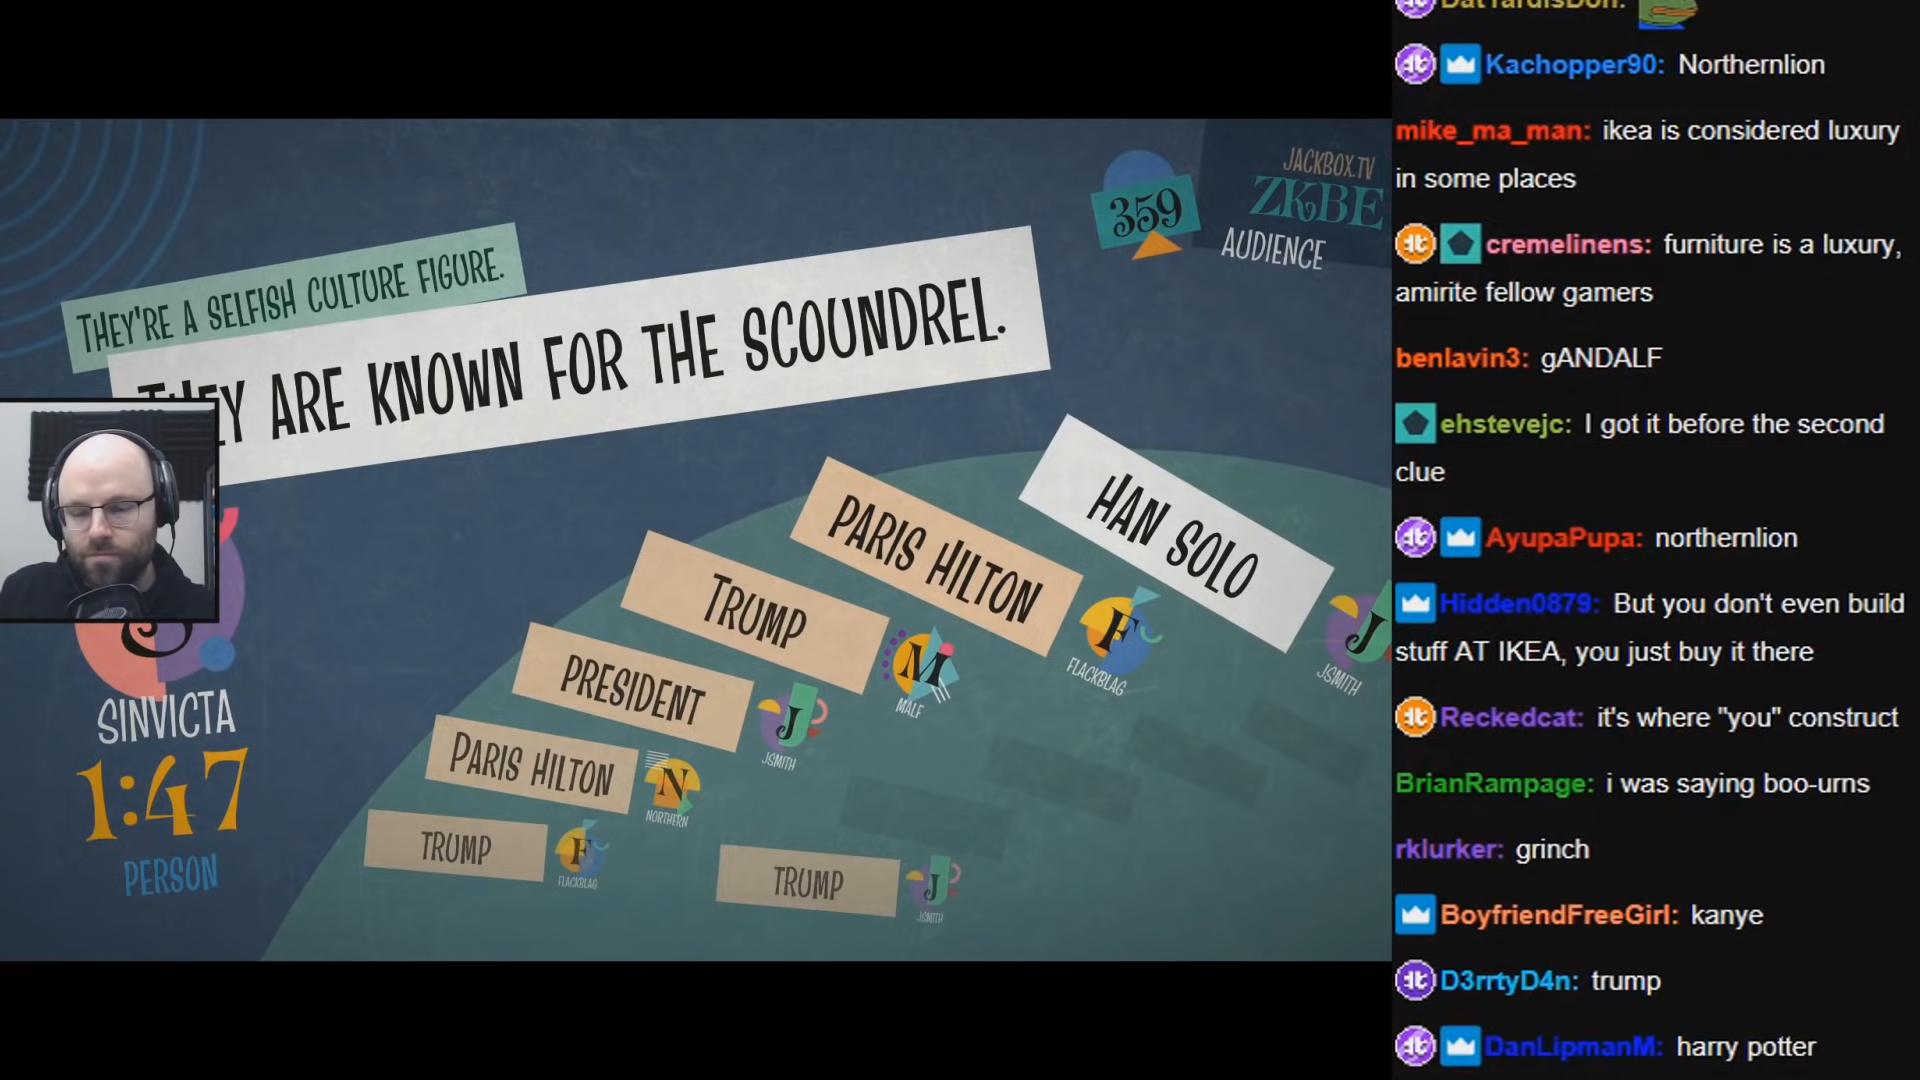 JACKBOX.TV
ZKBE
359
AUDIENCE
THEY'RE A SELFISH CULTURE FIGURE.
THEY ARE KNOWN FOR THE SCOUNDREL.
HAN SOLO
J
JSMITH
PARIS HILTON
F
FLACKBLAG
TRUMP
M
MALF
PRESIDENT
J
JSMITH
PARIS HILTON
N
NORTHERN
TRUMP
F
FLACKBLAG
TRUMP
J
JSMITH
SINVICTA
1:47
PERSON
DatTardisDoh:
Kachopper90: Northernlion
mike_ma_man: ikea is considered luxury
in some places
cremelinens: furniture is a luxury,
amirite fellow gamers
benlavin3: gANDALF
ehstevejc: I got it before the second
clue
AyupaPupa: northernlion
Hidden0879: But you don't even build
stuff AT IKEA, you just buy it there
Reckedcat: it's where "you" construct
BrianRampage: i was saying boo-urns
rklurker: grinch
BoyfriendFreeGirl: kanye
D3rrtyD4n: trump
DanLipmanM: harry potter